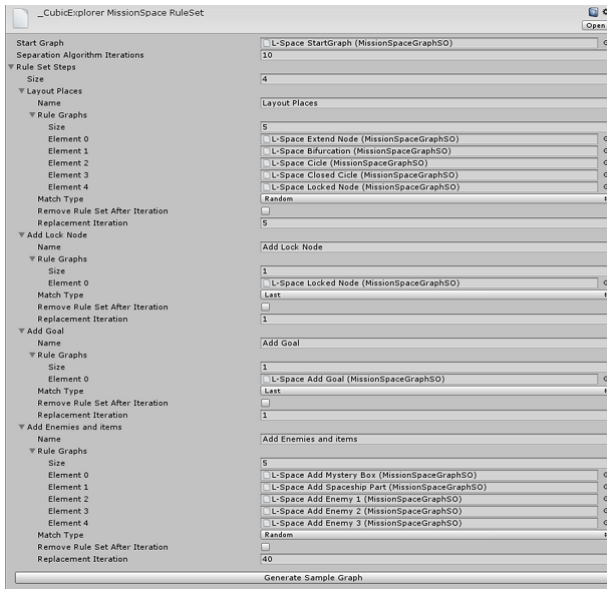 _CubicExplorer MissionSpace RuleSet
Open
Start Graph L-Space StartGraph (MissionSpaceGraphSO)
Separation Algorithm Iterations 10
Rule Set Steps
Size 4
Layout Places
Name Layout Places
Rule Graphs
Size 5
Element 0 L-Space Extend Node (MissionSpaceGraphSO)
Element 1 L-Space Bifurcation (MissionSpaceGraphSO)
Element 2 L-Space Cicle (MissionSpaceGraphSO)
Element 3 L-Space Closed Cicle (MissionSpaceGraphSO)
Element 4 L-Space Locked Node (MissionSpaceGraphSO)
Match Type Random
Remove Rule Set After Iteration
Replacement Iteration 5
Add Lock Node
Name Add Lock Node
Rule Graphs
Size 1
Element 0 L-Space Locked Node (MissionSpaceGraphSO)
Match Type Last
Remove Rule Set After Iteration
Replacement Iteration 1
Add Goal
Name Add Goal
Rule Graphs
Size 1
Element 0 L-Space Add Goal (MissionSpaceGraphSO)
Match Type Last
Remove Rule Set After Iteration
Replacement Iteration 1
Add Enemies and items
Name Add Enemies and items
Rule Graphs
Size 5
Element 0 L-Space Add Mystery Box (MissionSpaceGraphSO)
Element 1 L-Space Add Spaceship Part (MissionSpaceGraphSO)
Element 2 L-Space Add Enemy 1 (MissionSpaceGraphSO)
Element 3 L-Space Add Enemy 2 (MissionSpaceGraphSO)
Element 4 L-Space Add Enemy 3 (MissionSpaceGraphSO)
Match Type Random
Remove Rule Set After Iteration
Replacement Iteration 40
Generate Sample Graph